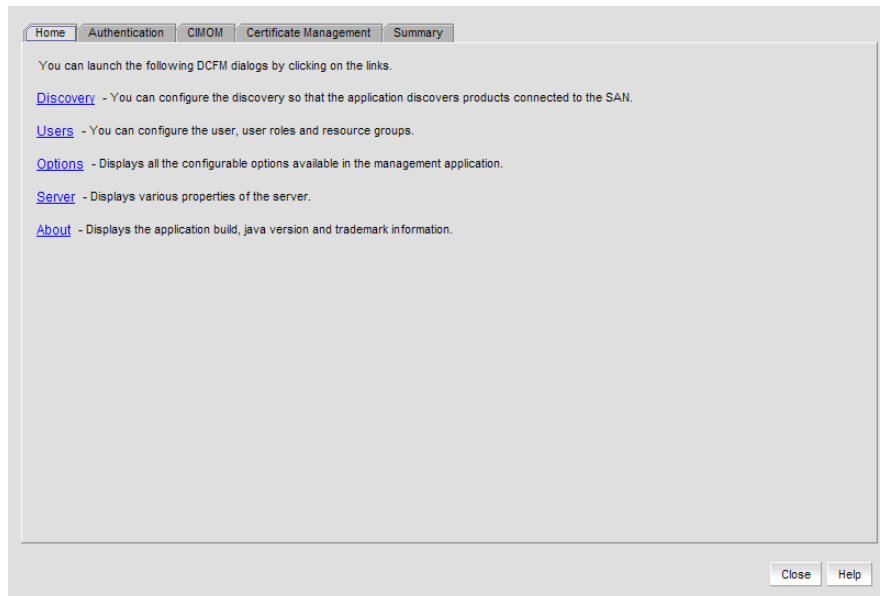 Home Authentication CIMOM Certificate Management Summary
You can launch the following DCFM dialogs by clicking on the links.
Discovery - You can configure the discovery so that the application discovers products connected to the SAN.
Users - You can configure the user, user roles and resource groups.
Options - Displays all the configurable options available in the management application.
Server - Displays various properties of the server.
About - Displays the application build, java version and trademark information.
Close Help